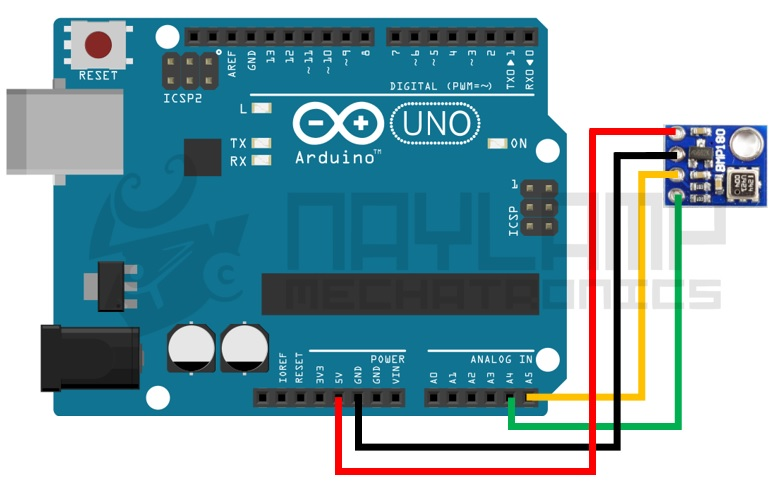 RESET
ICSP2
AREF
GND
13
12
~11
~10
~9
8
7
~6
~5
4
~3
2
TX0▶1
RX0◀0
DIGITAL (PWM=~)
L
TX
RX
Arduino™
UNO
ON
1
ICSP
BMP180
NAYLAMP
MECHATRONICS
POWER
ANALOG IN
IOREF
RESET
3V3
5V
GND
GND
VIN
A0
A1
A2
A3
A4
A5